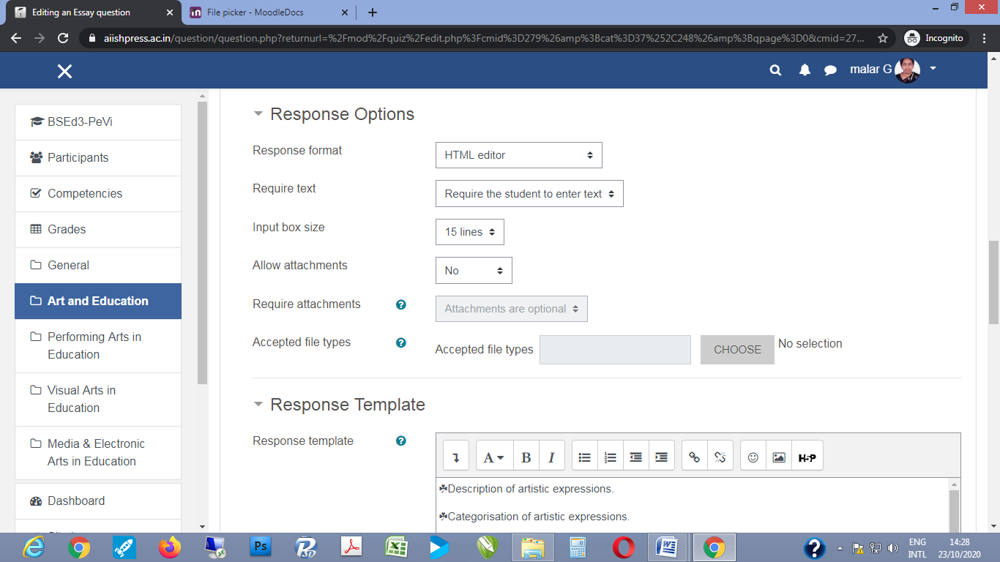 Editing an Essay question
File picker - MoodleDocs
aiishpress.ac.in/question/question.php?returnurl=%2Fmod%2Fquiz%2Fedit.php%3Fcmid%3D279%26amp%3Bcat%3D37%252C248%26amp%3Bqpage%3D0&cmid=27...
Incognito
malar G
BSEd3-PeVi
Participants
Competencies
Grades
General
Art and Education
Performing Arts in
Education
Visual Arts in
Education
Media & Electronic
Arts in Education
Dashboard
Response Options
Response format
HTML editor
Require text
Require the student to enter text
Input box size
15 lines
Allow attachments
No
Require attachments
?
Attachments are optional
Accepted file types
?
Accepted file types
CHOOSE
No selection
Response Template
Response template
?
A
B
I
H5P
☘Description of artistic expressions.
☘Categorisation of artistic expressions.
Ps
?
ENG
INTL
14:28
23/10/2020